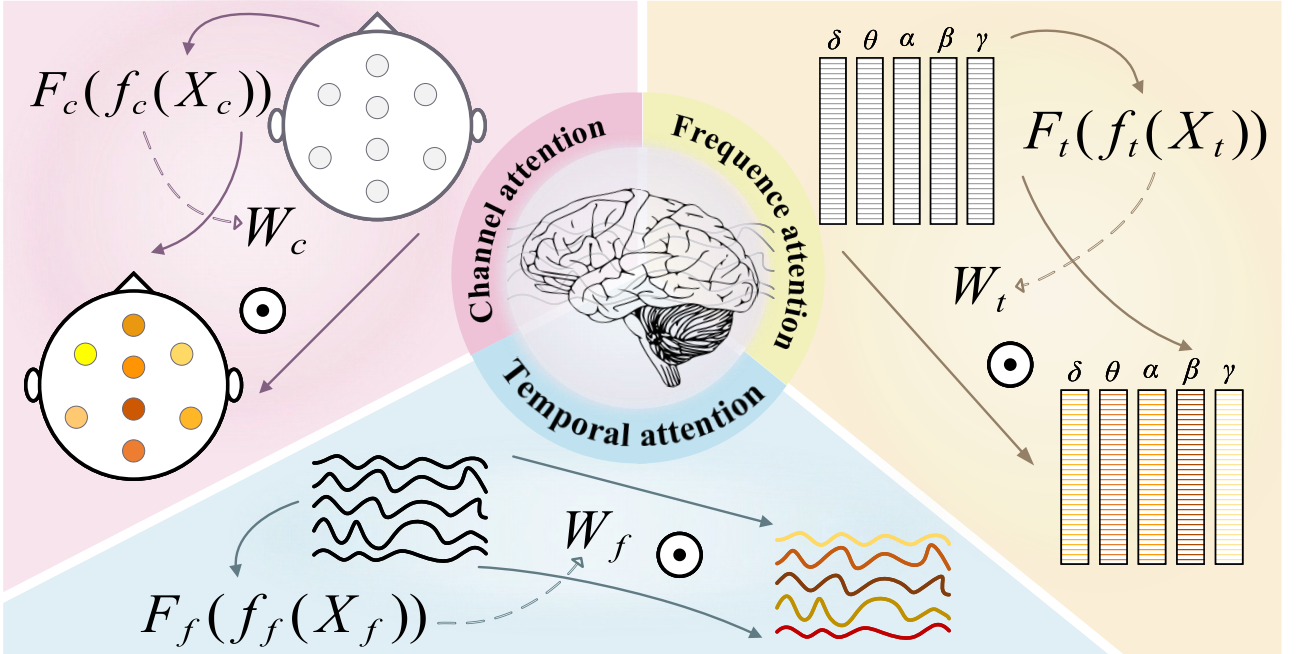 F_c(f_c(X_c))
W_c
Channel attention
Frequence attention
Temporal attention
δ θ α β γ
F_t(f_t(X_t))
W_t
δ θ α β γ
W_f
F_f(f_f(X_f))